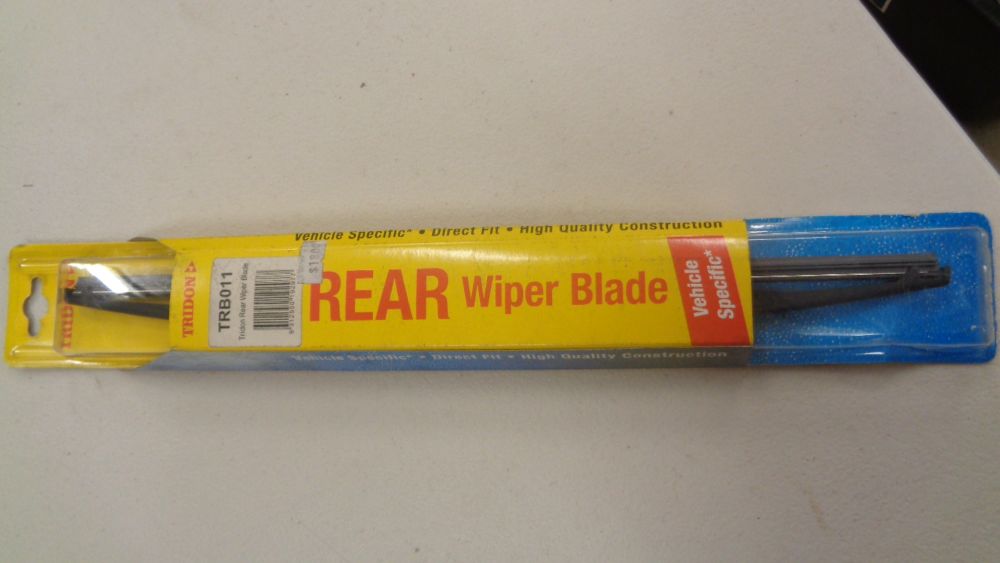 Vehicle Specific* • Direct Fit • High Quality Construction
TRIDON
TRIDON
TRB011
Tridon Rear Wiper Blade
REAR Wiper Blade
Vehicle
Specific*
Vehicle Specific* • Direct Fit • High Quality Construction